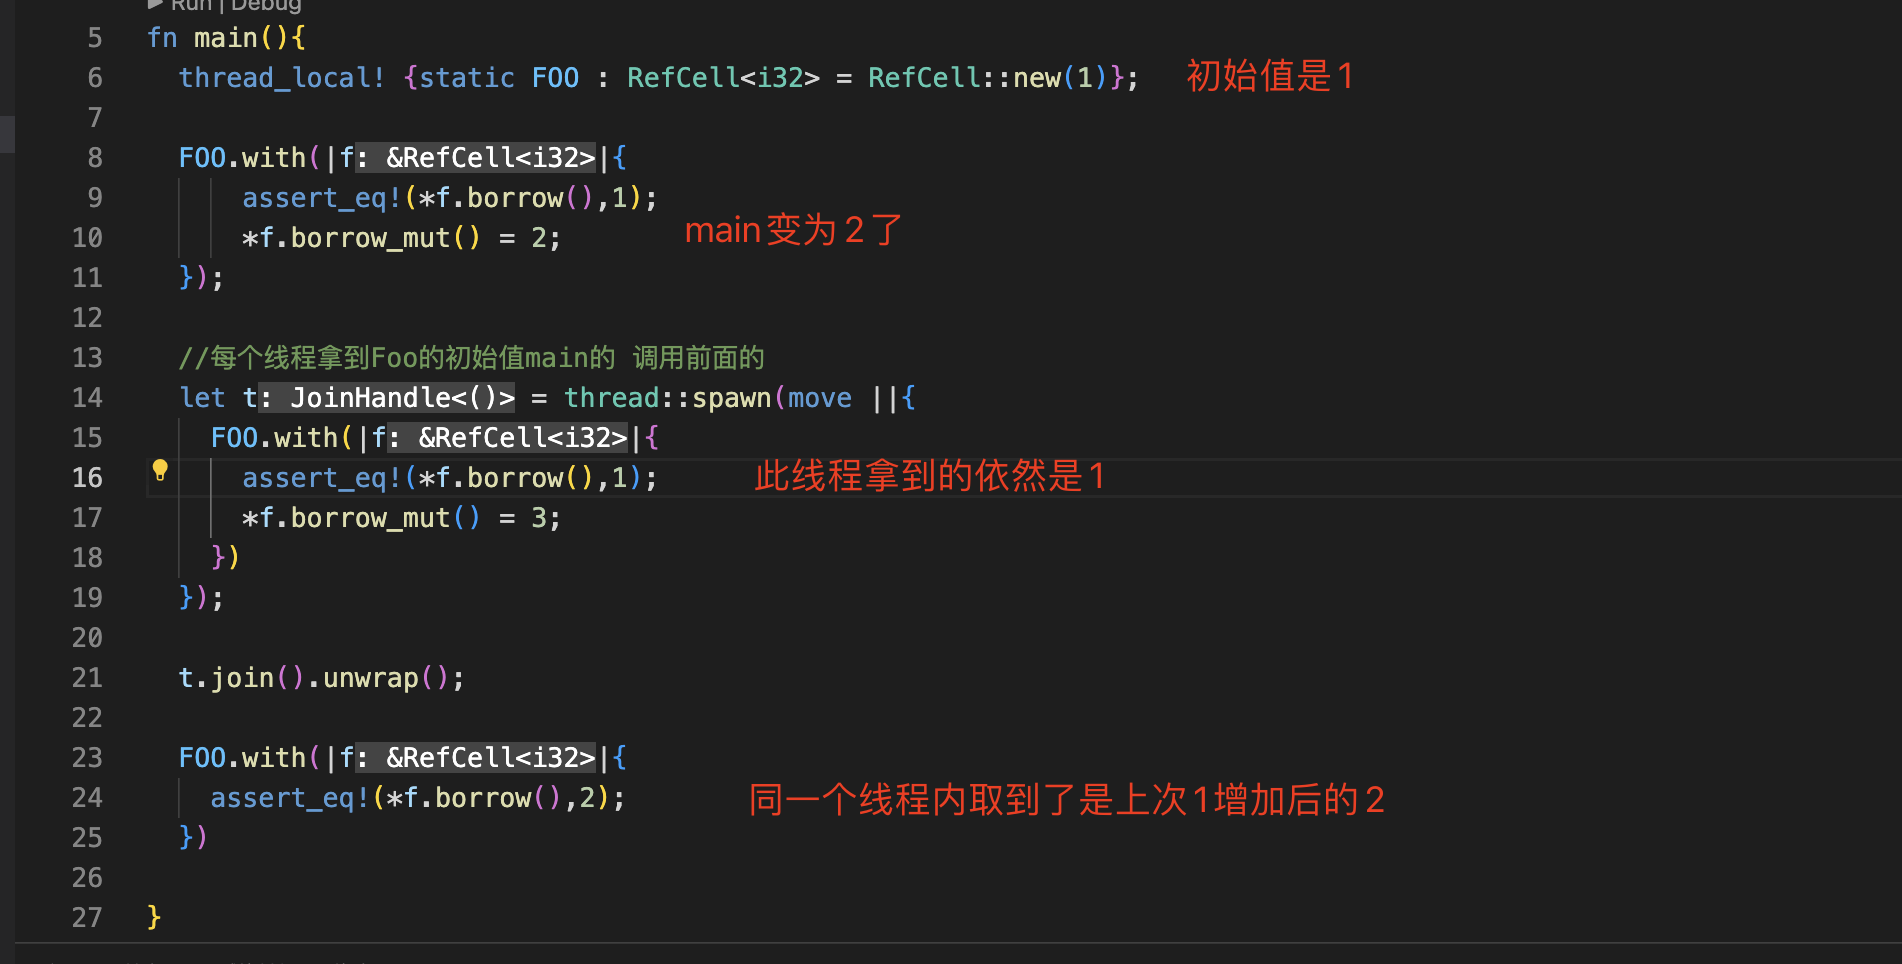 ▶ Run | Debug
5 fn main(){
6 thread_local! {static FOO : RefCell<i32> = RefCell::new(1)}; 初始值是1
7
8 FOO.with(|f: &RefCell<i32>|{
9 assert_eq!(*f.borrow(),1);
main变为2了
10 *f.borrow_mut() = 2;
11 });
12
13 //每个线程拿到Foo的初始值main的 调用前面的
14 let t: JoinHandle<()> = thread::spawn(move ||{
15 FOO.with(|f: &RefCell<i32>|{
16 assert_eq!(*f.borrow(),1); 此线程拿到的依然是1
17 *f.borrow_mut() = 3;
18 })
19 });
20
21 t.join().unwrap();
22
23 FOO.with(|f: &RefCell<i32>|{
24 assert_eq!(*f.borrow(),2); 同一个线程内取到了是上次1增加后的2
25 })
26
27 }